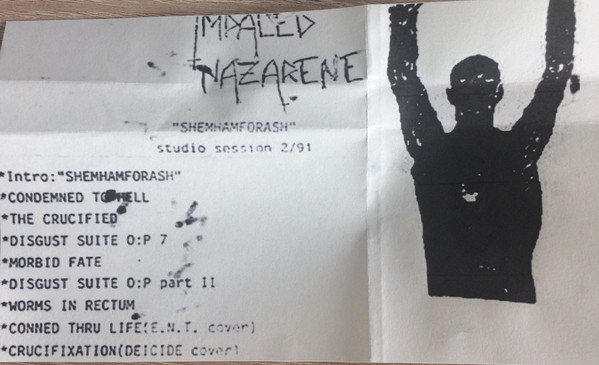 IMPALED
NAZARENE
"SHEMHAMFORASH"
studio session 2/91
*Intro:"SHEMHAMFORASH"
*CONDEMNED TO HELL
*THE CRUCIFIED
*DISGUST SUITE O:P 7
*MORBID FATE
*DISGUST SUITE O:P part II
*WORMS IN RECTUM
*CONNED THRU LIFE(E.N.T. cover)
*CRUCIFIXATION(DEICIDE cover)